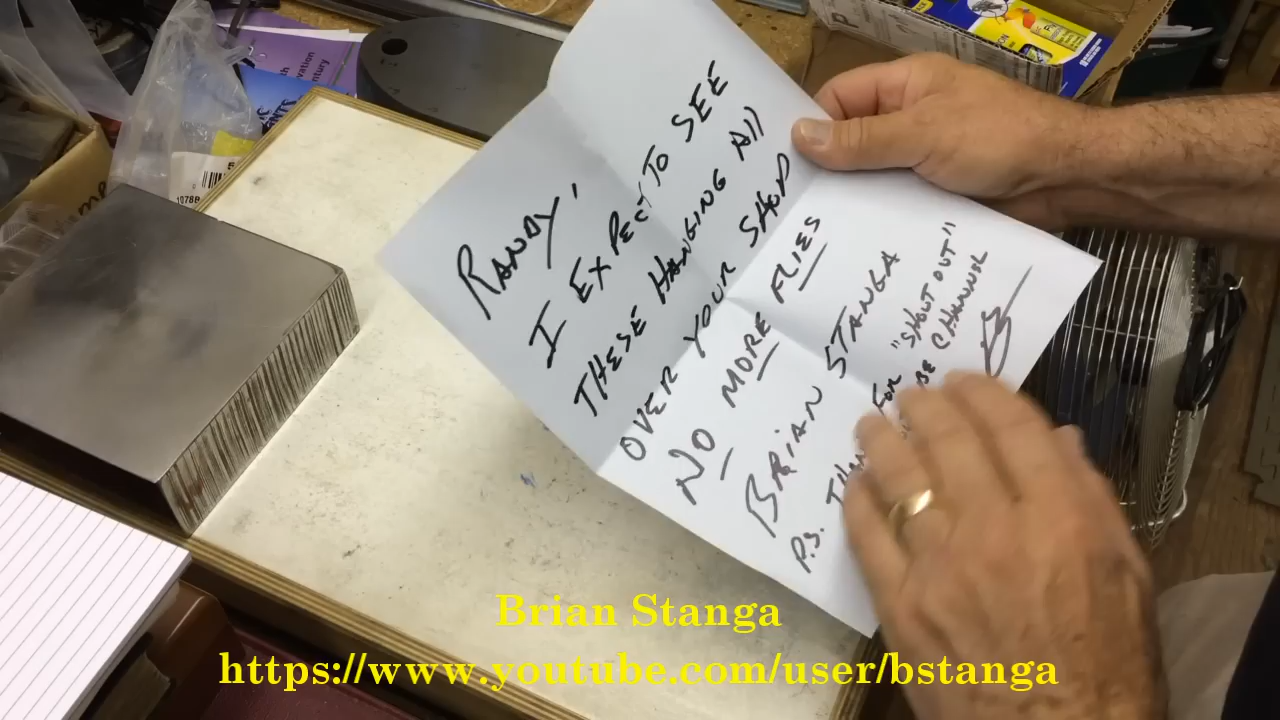 RANDY,
I EXPECT TO SEE
THESE HANGING All
OVER YOUR SHOP
NO MORE FLIES
BRIAN STANGA
P.S. FOR "SHOUT OUT"
CHANNEL
Brian Stanga
https://www.youtube.com/user/bstanga